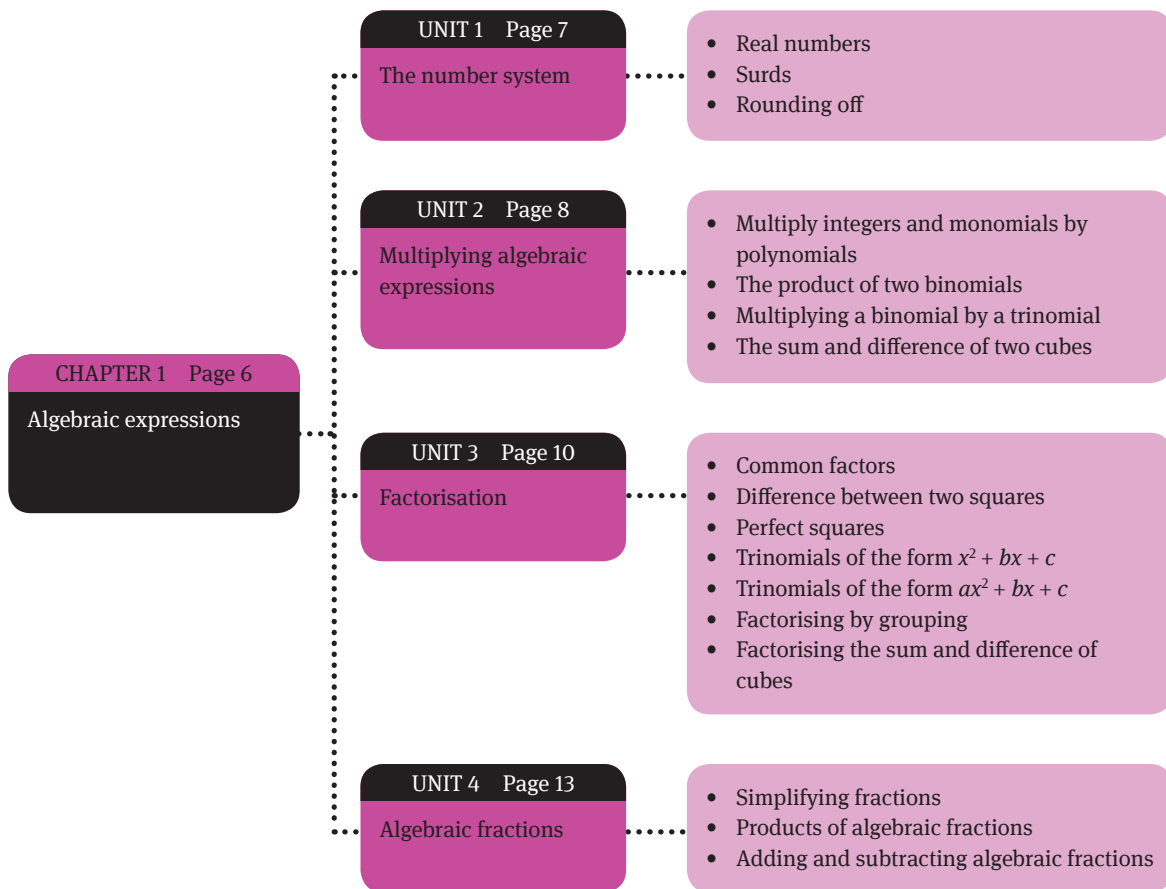 UNIT 1 Page 7
The number system
• Real numbers
• Surds
• Rounding off
UNIT 2 Page 8
Multiplying algebraic
expressions
• Multiply integers and monomials by
polynomials
• The product of two binomials
• Multiplying a binomial by a trinomial
• The sum and difference of two cubes
CHAPTER 1 Page 6
Algebraic expressions
UNIT 3 Page 10
Factorisation
• Common factors
• Difference between two squares
• Perfect squares
• Trinomials of the form x² + bx + c
• Trinomials of the form ax² + bx + c
• Factorising by grouping
• Factorising the sum and difference of
cubes
UNIT 4 Page 13
Algebraic fractions
• Simplifying fractions
• Products of algebraic fractions
• Adding and subtracting algebraic fractions